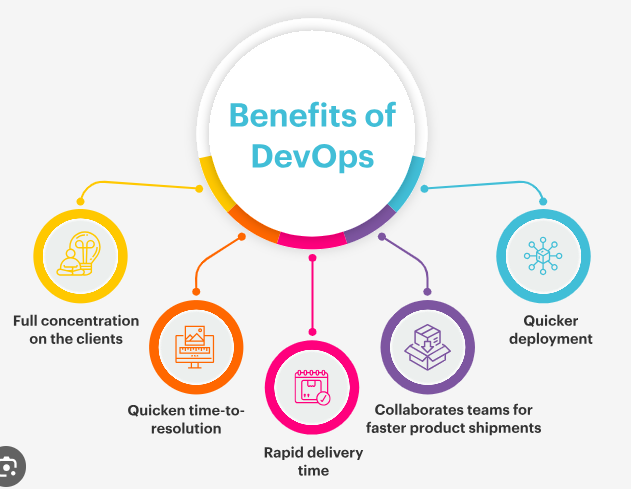 Benefits of
DevOps
Full concentration
on the clients
Quicken time-to-
resolution
Rapid delivery
time
Collaborates teams for
faster product shipments
Quicker
deployment